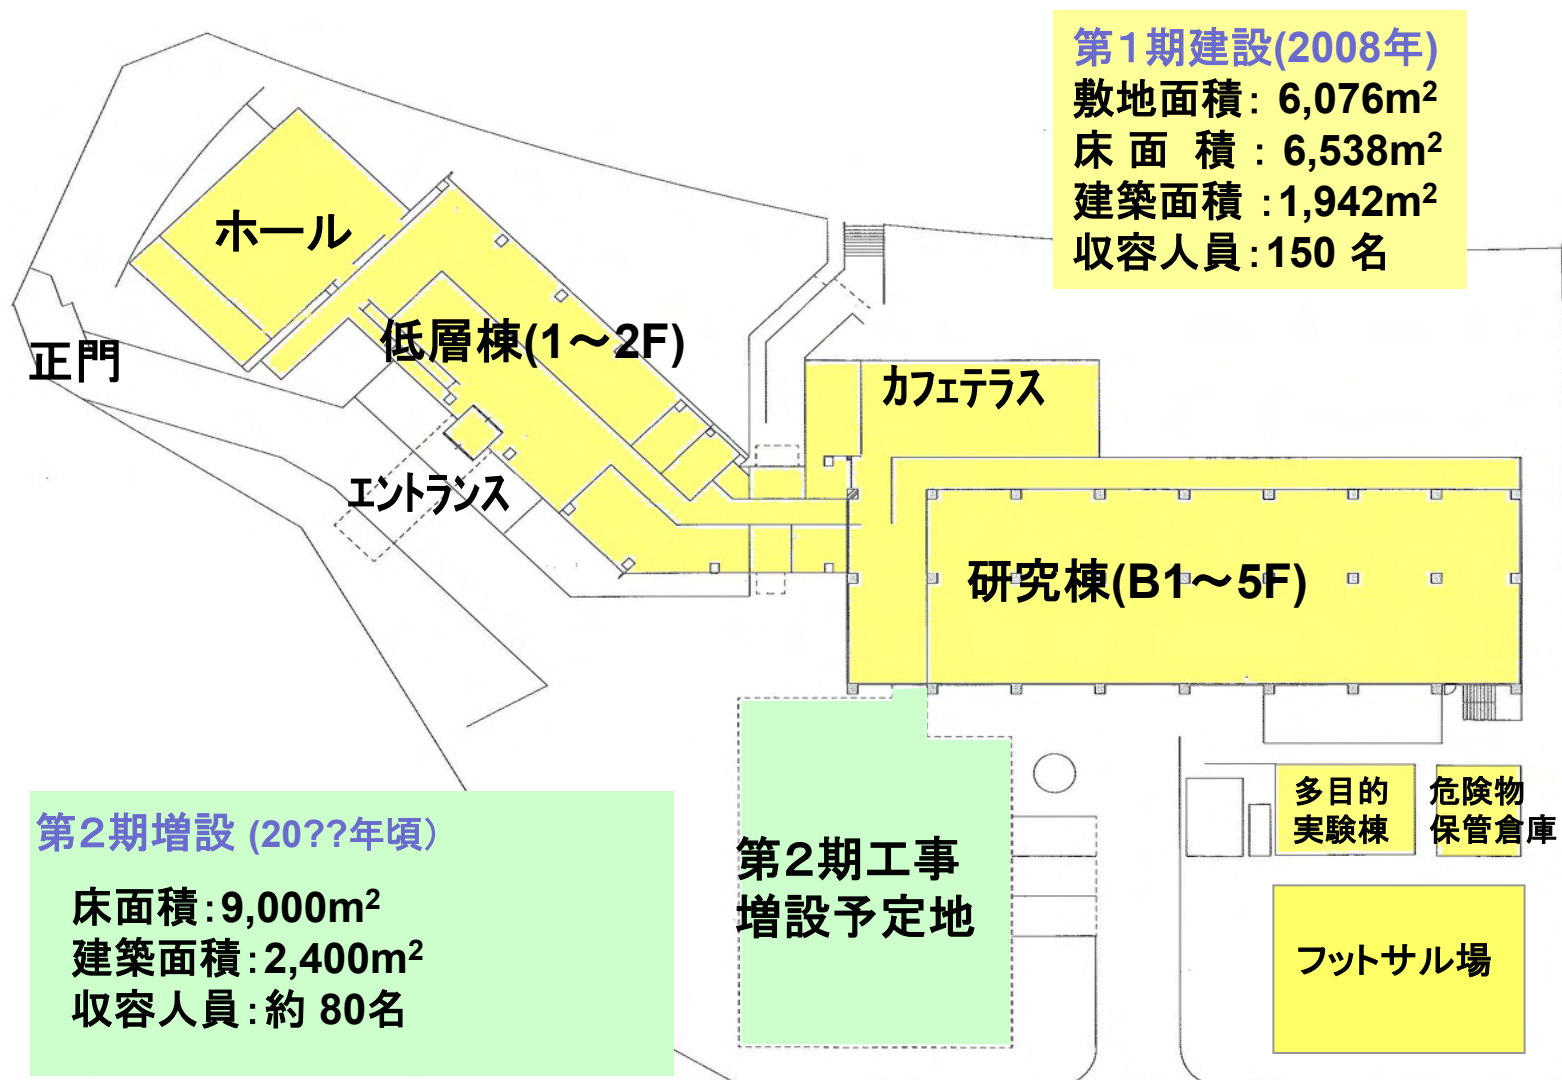 第1期建設(2008年)
敷地面積: 6,076m²
床 面 積 : 6,538m²
建築面積 :1,942m²
収容人員:150 名
ホール
低層棟(1～2F)
正門
カフェテラス
エントランス
研究棟(B1～5F)
多目的
実験棟
危険物
保管倉庫
第2期増設 (20??年頃)
床面積:9,000m²
建築面積:2,400m²
収容人員:約 80名
第2期工事
増設予定地
フットサル場